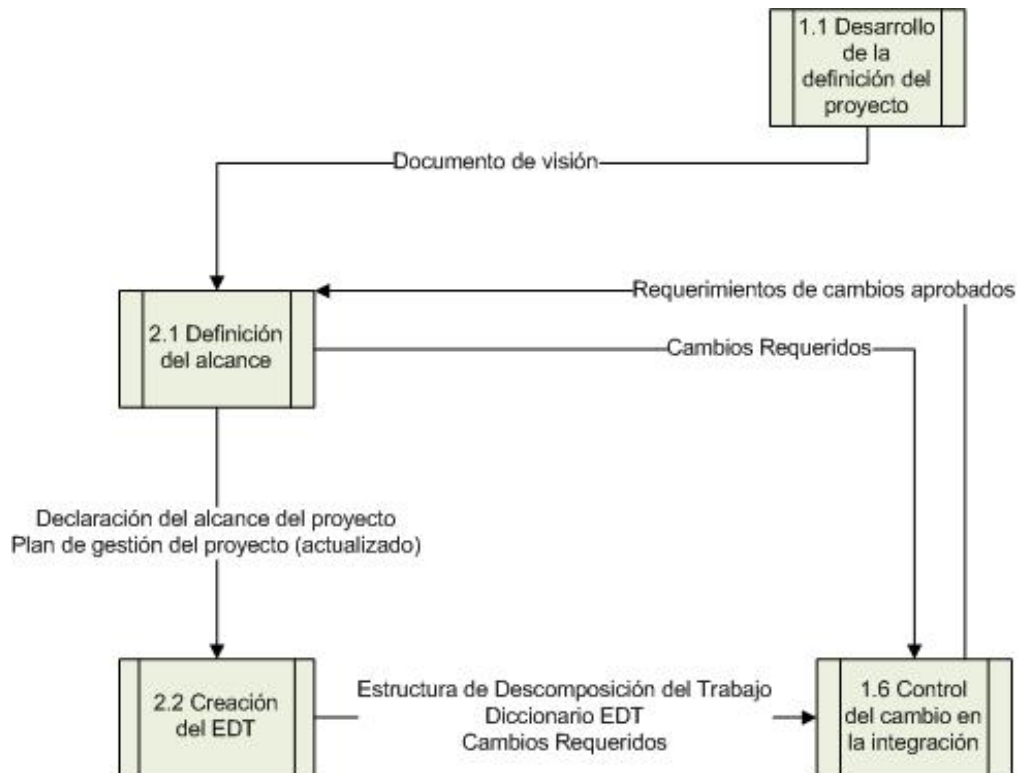 1.1 Desarrollo
de la
definición del
proyecto
Documento de visión
Requerimientos de cambios aprobados
2.1 Definición
del alcance
Cambios Requeridos
Declaración del alcance del proyecto
Plan de gestión del proyecto (actualizado)
2.2 Creación
del EDT
Estructura de Descomposición del Trabajo
Diccionario EDT
Cambios Requeridos
1.6 Control
del cambio en
la integración